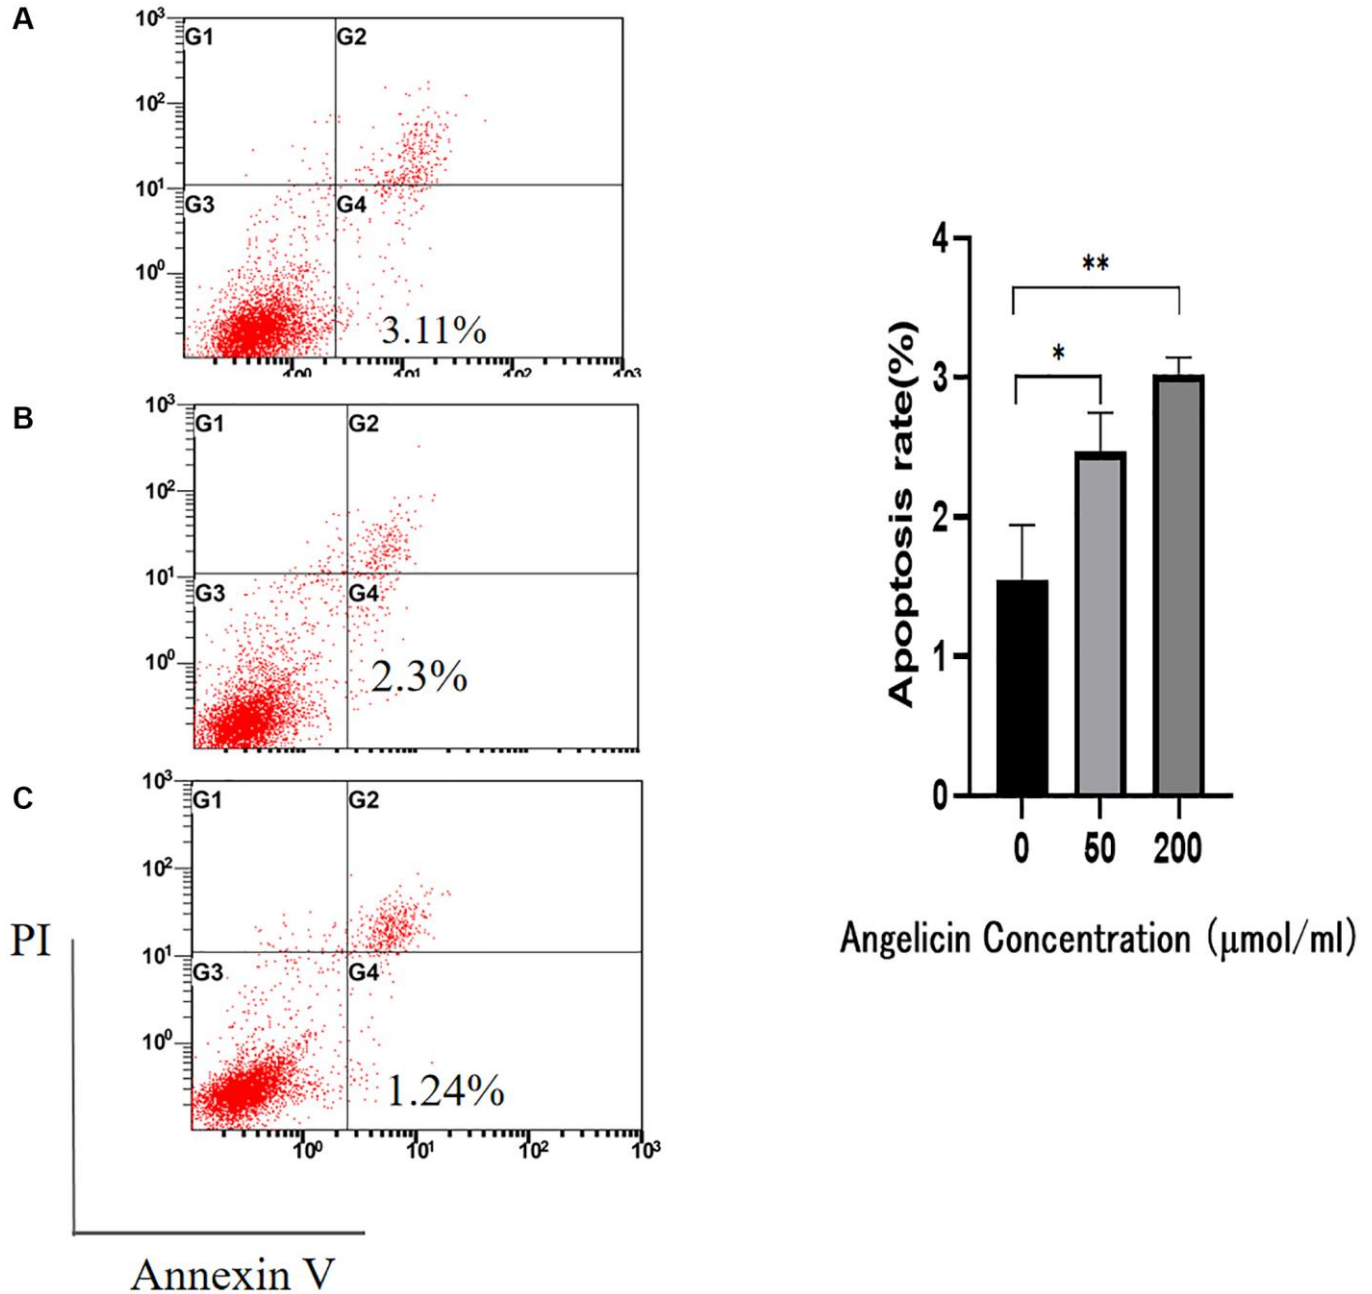 A
10³
G1 G2
10²
10¹
G3 G4
10⁰
3.11%
10⁰ 10¹ 10² 10³
B
10³
G1 G2
10²
10¹
G3 G4
10⁰
2.3%
C
10³
G1 G2
10²
10¹
G3 G4
10⁰
1.24%
10⁰ 10¹ 10² 10³
PI
Annexin V
Apoptosis rate(%)
4
**
*
3
2
1
0
0 50 200
Angelicin Concentration (μmol/ml)